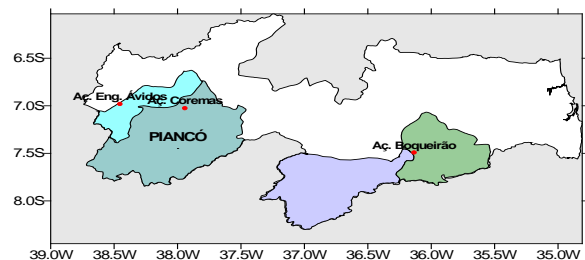 6.5S
Aç. Eng. Ávidos
7.0S
Aç. Coremas
PIANCÓ
7.5S
Aç. Boqueirão
8.0S
39.0W 38.5W 38.0W 37.5W 37.0W 36.5W 36.0W 35.5W 35.0W